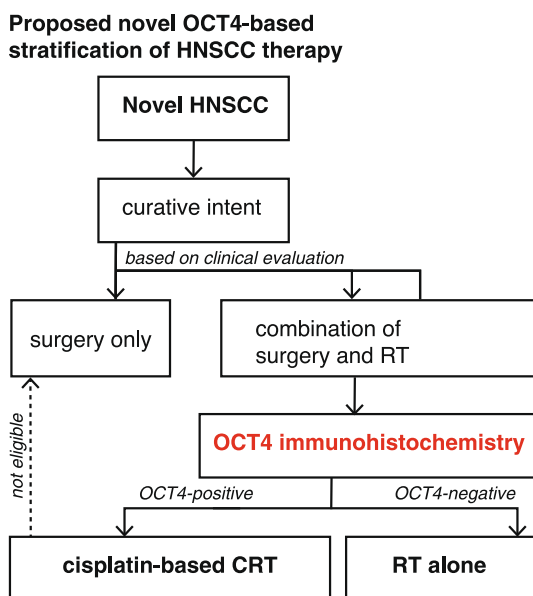 Proposed novel OCT4-based
stratification of HNSCC therapy
Novel HNSCC
curative intent
based on clinical evaluation
surgery only
combination of
surgery and RT
not eligible
OCT4 immunohistochemistry
OCT4-positive
OCT4-negative
cisplatin-based CRT
RT alone